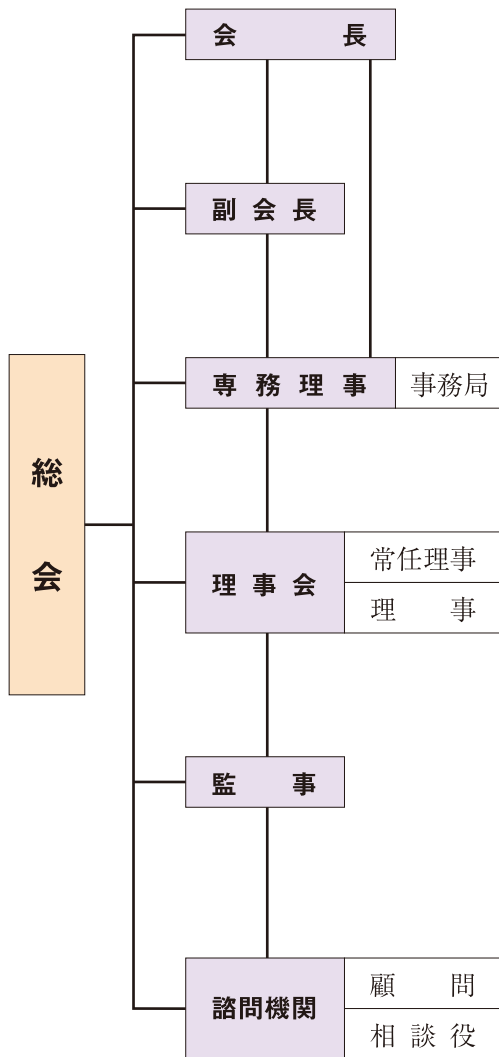 会長
副会長
専務理事
事務局
総会
理事会
常任理事
理事
監事
諮問機関
顧問
相談役